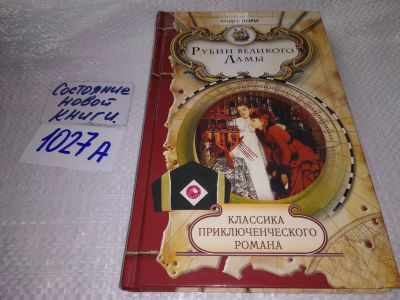 АНДРЕ ЛОРИ
РУБИН ВЕЛИКОГО
ЛАМЫ
Состояние
новой
книги.
1027А
КЛАССИКА
ПРИКЛЮЧЕНЧЕСКОГО
РОМАНА